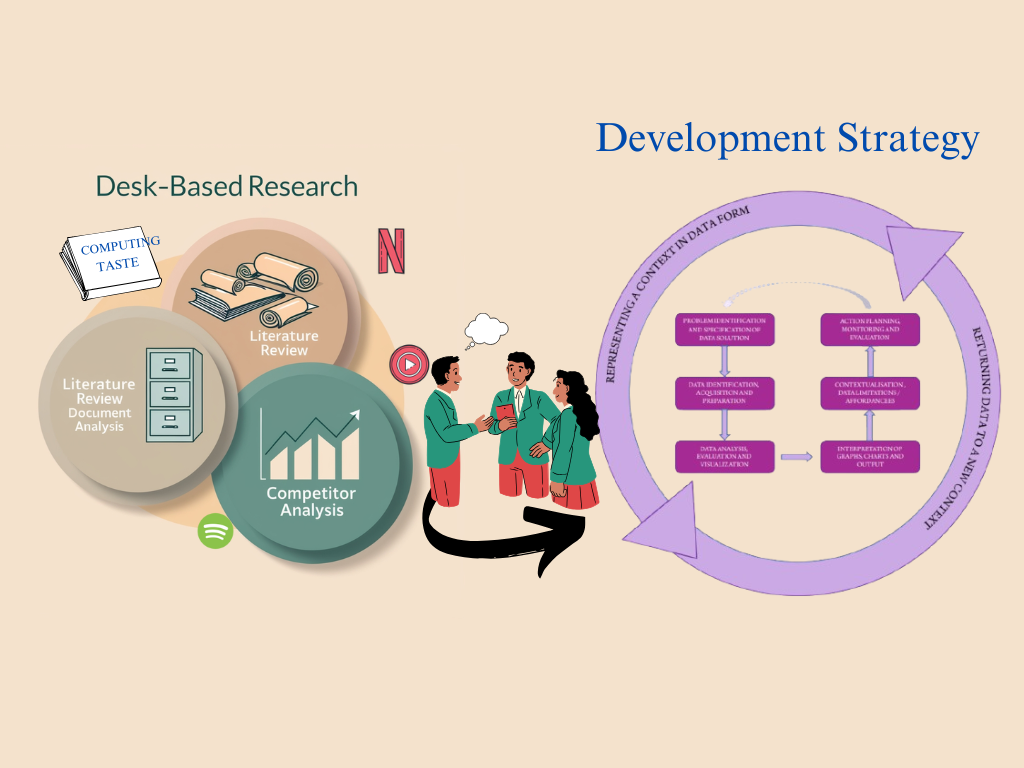 Development Strategy
Desk-Based Research
COMPUTING
TASTE
N
Literature
Review
Literature
Review
Document
Analysis
Competitor
Analysis
REPRESENTING A CONTEXT IN DATA FORM
RETURNING DATA TO A NEW CONTEXT
PROBLEM IDENTIFICATION
AND SPECIFICATION OF
DATA SOLUTION
DATA IDENTIFICATION,
ACQUISITION AND
PREPARATION
DATA ANALYSIS,
EVALUATION AND
VISUALIZATION
INTERPRETATION OF
GRAPHS, CHARTS AND
OUTPUT
CONTEXTUALISATION,
DATA LIMITATIONS /
AFFORDANCES
ACTION PLANNING,
MONITORING AND
EVALUATION